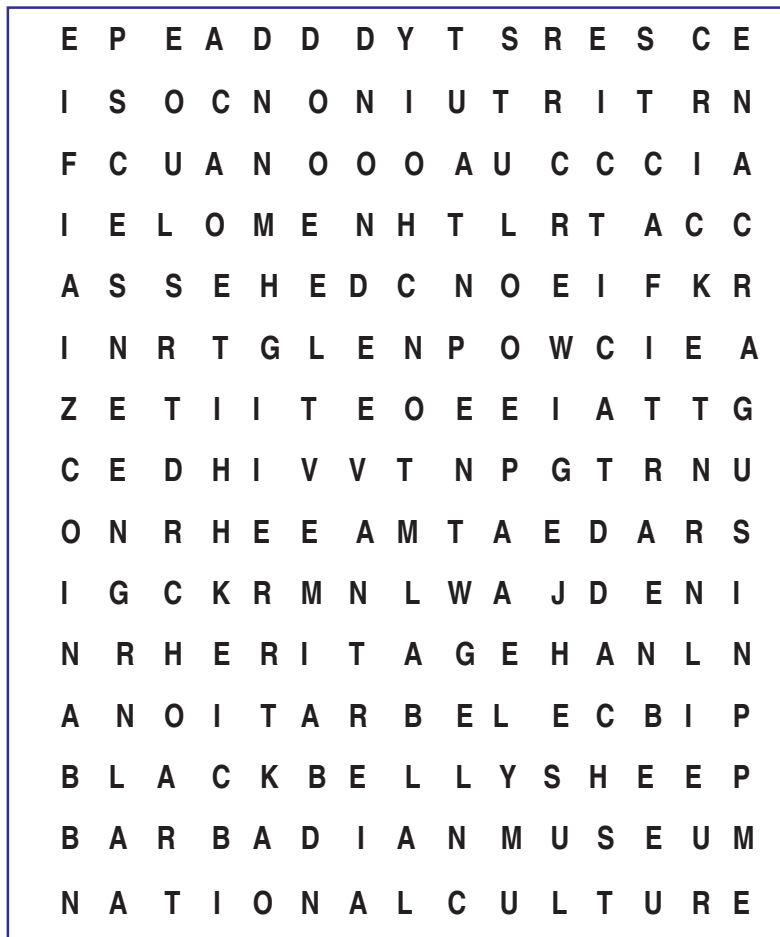 E P E A D D D Y T S R E S C E
I S O C N O N I U T R I T R N
F C U A N O O O A U C C C I A
I E L O M E N H T L R T A C C
A S S E H E D C N O E I F K R
I N R T G L E N P O W C I E A
Z E T I I T E O E E I A T T G
C E D H I V V T N P G T R N U
O N R H E E A M T A E D A R S
I G C K R M N L W A J D E N I
N R H E R I T A G E H A N L N
A N O I T A R B E L E C B I P
B L A C K B E L L Y S H E E P
B A R B A D I A N M U S E U M
N A T I O N A L C U L T U R E